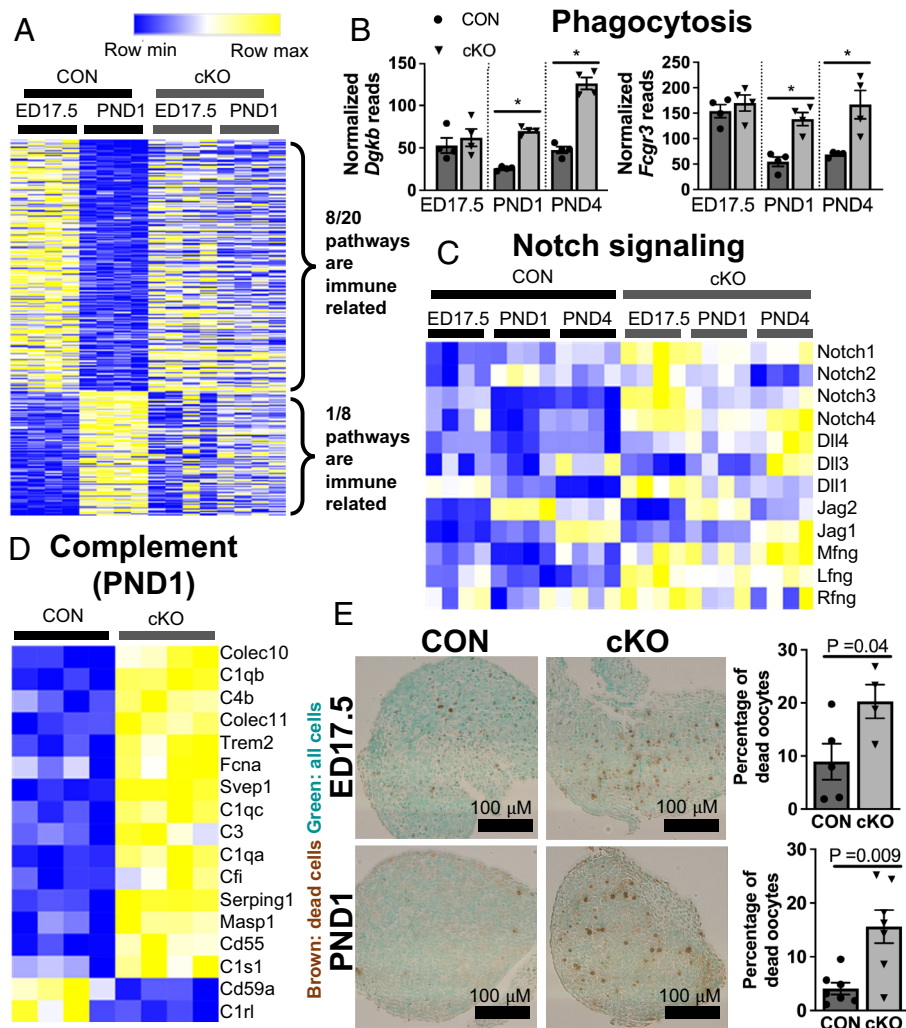 A
Row min
Row max
CON
cKO
ED17.5
PND1
ED17.5
PND1
8/20
pathways
are
immune
related
1/8
pathways
are
immune
related
B
● CON
▼ cKO
Phagocytosis
Normalized
Dgkb reads
150
100
50
0
*
*
ED17.5
PND1
PND4
Normalized
Fcgr3 reads
250
200
150
100
50
0
*
*
ED17.5
PND1
PND4
C
Notch signaling
CON
cKO
ED17.5
PND1
PND4
ED17.5
PND1
PND4
Notch1
Notch2
Notch3
Notch4
Dll4
Dll3
Dll1
Jag2
Jag1
Mfng
Lfng
Rfng
D
Complement
(PND1)
CON
cKO
Colec10
C1qb
C4b
Colec11
Trem2
Fcna
Svep1
C1qc
C3
C1qa
Cfi
Serping1
Masp1
Cd55
C1s1
Cd59a
C1rl
E
CON
cKO
Brown: dead cells Green: all cells
ED17.5
100 µM
100 µM
PND1
100 µM
100 µM
Percentage of
dead oocytes
30
20
10
0
P =0.04
CON
cKO
Percentage of
dead oocytes
30
20
10
0
P =0.009
CON
cKO